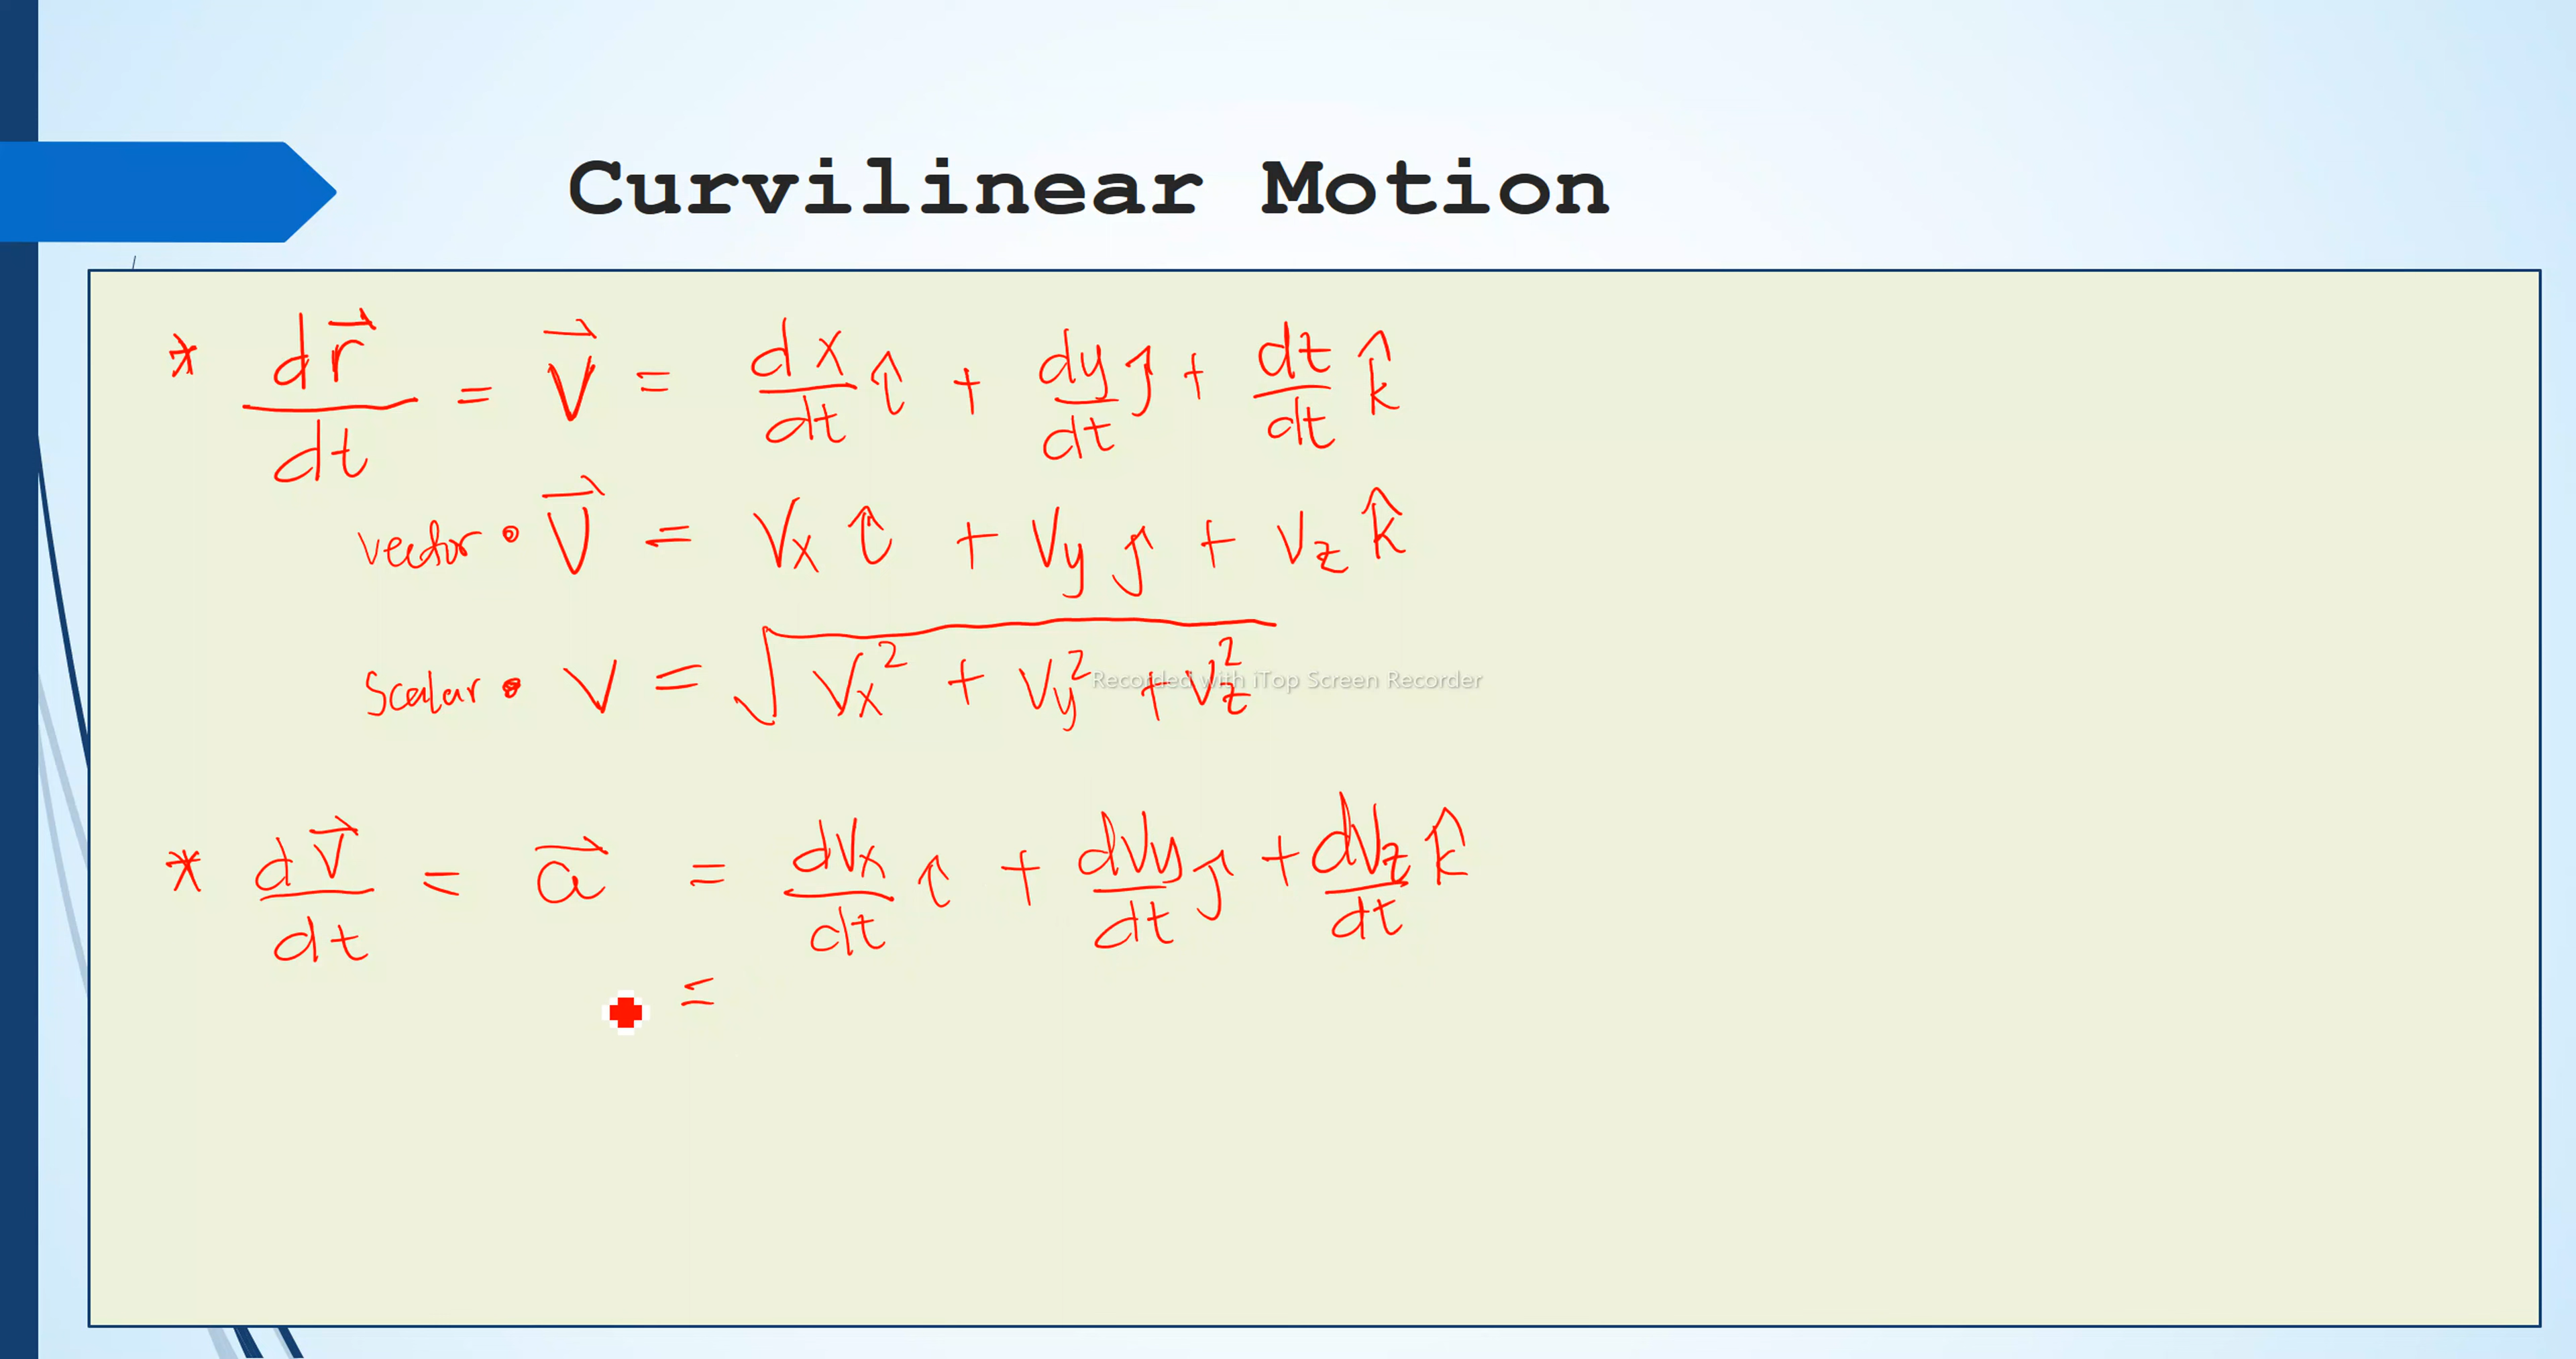 Curvilinear Motion
* dr⃗/dt = V⃗ = dx/dt î + dy/dt ĵ + dz/dt k̂
vector • V⃗ = Vx î + Vy ĵ + Vz k̂
Scalar • V = √(Vx² + Vy² + Vz²)
Recorded with iTop Screen Recorder
* dV⃗/dt = a⃗ = dVx/dt î + dVy/dt ĵ + dVz/dt k̂
=